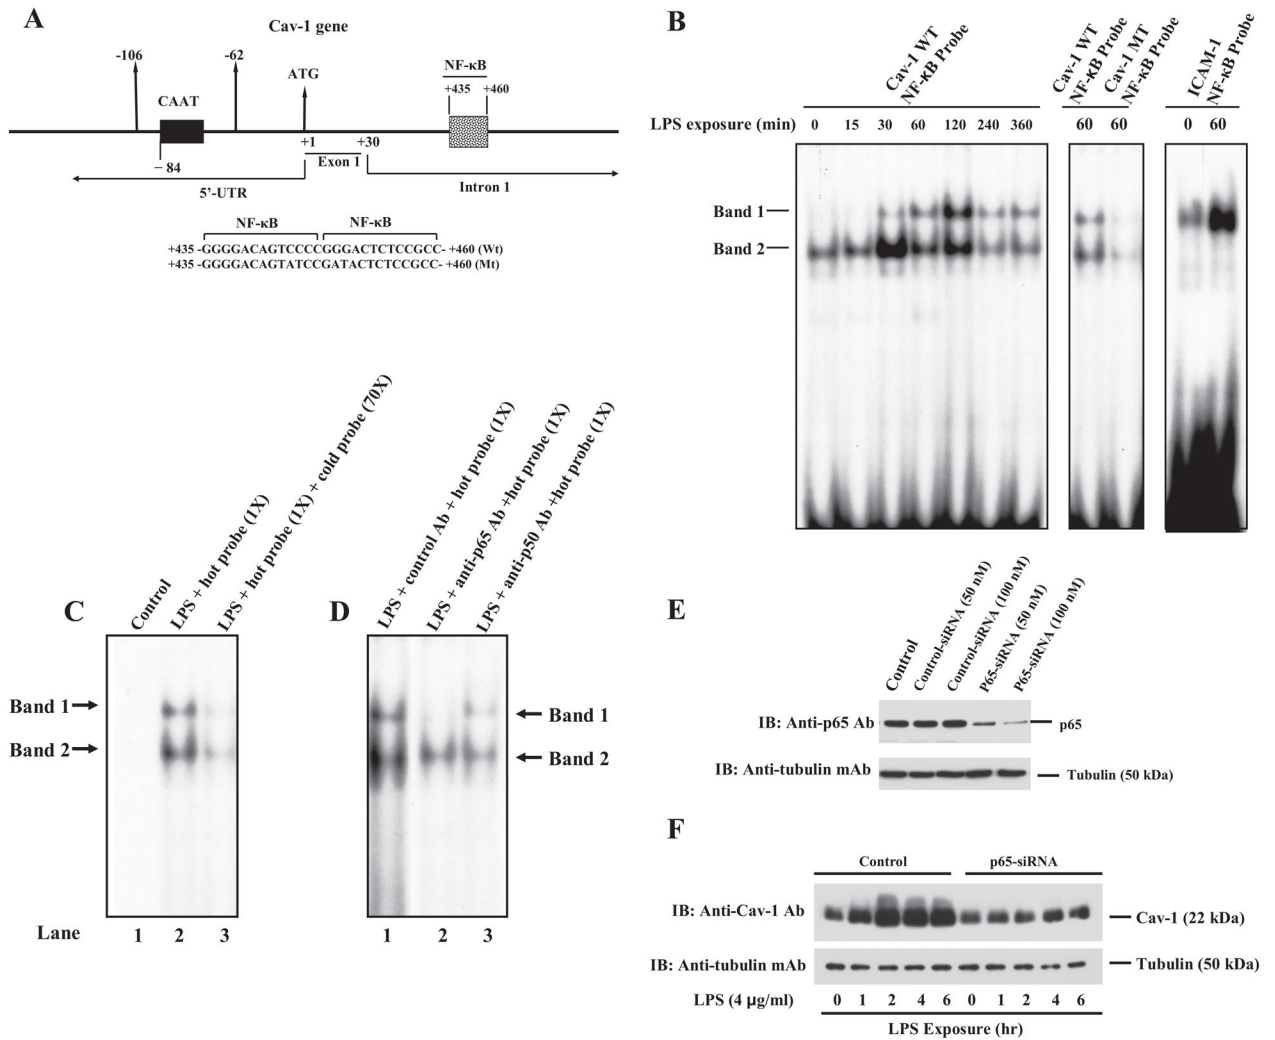 A
Cav-1 gene
-106
-62
ATG
NF-κB
+435 +460
CAAT
+1
+30
Exon 1
– 84
5’-UTR
Intron 1
NF-κB NF-κB
+435 -GGGGACAGTCCCCGGGACTCTCCGCC- +460 (Wt)
+435 -GGGGACAGTATCCGATACTCTCCGCC- +460 (Mt)
B
Cav-1 WT
NF-κB Probe
Cav-1 WT
NF-κB Probe
Cav-1 MT
NF-κB Probe
ICAM-1
NF-κB Probe
LPS exposure (min) 0 15 30 60 120 240 360 60 60 0 60
Band 1
Band 2
C
Control
LPS + hot probe (1X)
LPS + hot probe (1X) + cold probe (70X)
Band 1
Band 2
Lane 1 2 3
D
LPS + control Ab + hot probe (1X)
LPS + anti-p65 Ab +hot probe (1X)
LPS + anti-p50 Ab +hot probe (1X)
Band 1
Band 2
1 2 3
E
Control
Control-siRNA (50 nM)
Control-siRNA (100 nM)
P65-siRNA (50 nM)
P65-siRNA (100 nM)
IB: Anti-p65 Ab
p65
IB: Anti-tubulin mAb
Tubulin (50 kDa)
F
Control p65-siRNA
IB: Anti-Cav-1 Ab
Cav-1 (22 kDa)
IB: Anti-tubulin mAb
Tubulin (50 kDa)
LPS (4 μg/ml) 0 1 2 4 6 0 1 2 4 6
LPS Exposure (hr)